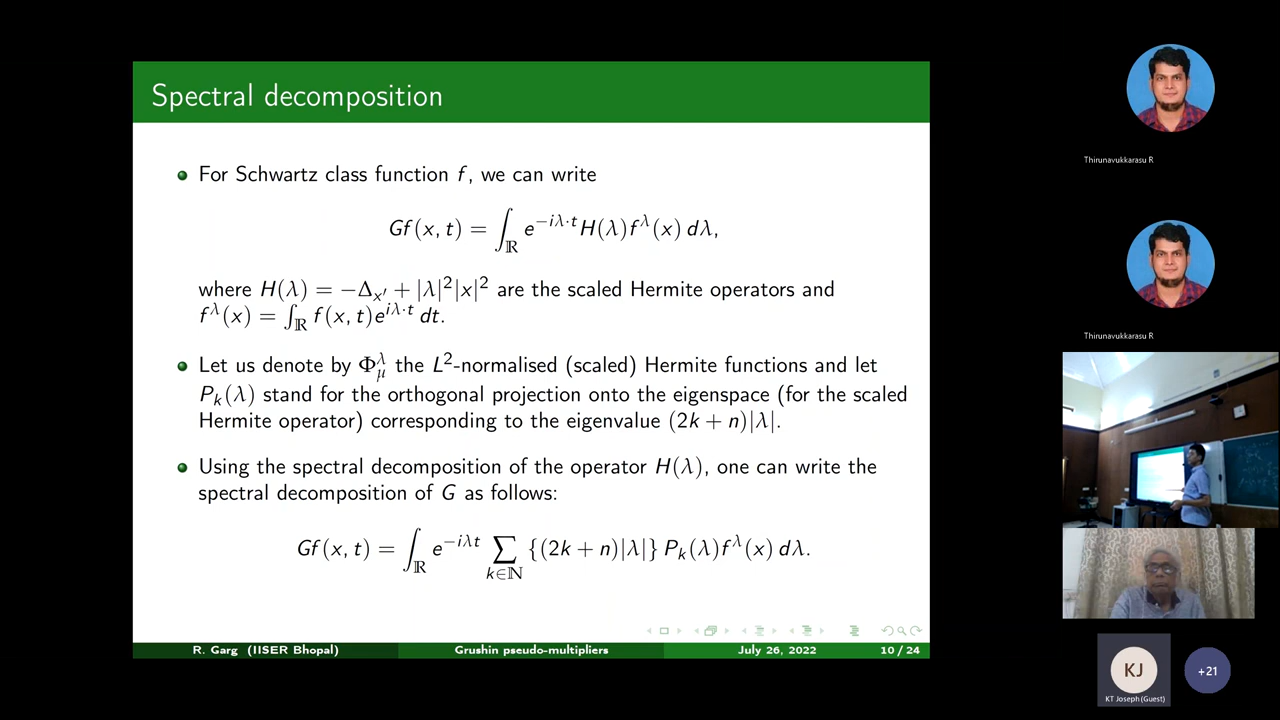 Spectral decomposition
For Schwartz class function f, we can write
Gf(x, t) = ∫_ℝ e^{−iλ·t} H(λ)f^λ(x) dλ,
where H(λ) = −Δ_{x′} + |λ|²|x|² are the scaled Hermite operators and
f^λ(x) = ∫_ℝ f(x, t)e^{iλ·t} dt.
Let us denote by Φ^λ_μ the L²-normalised (scaled) Hermite functions and let
P_k(λ) stand for the orthogonal projection onto the eigenspace (for the scaled
Hermite operator) corresponding to the eigenvalue (2k + n)|λ|.
Using the spectral decomposition of the operator H(λ), one can write the
spectral decomposition of G as follows:
Gf(x, t) = ∫_ℝ e^{−iλt} ∑_{k∈ℕ} {(2k + n)|λ|} P_k(λ)f^λ(x) dλ.
R. Garg (IISER Bhopal) Grushin pseudo-multipliers July 26, 2022 10 / 24
Thirunavukkarasu R
Thirunavukkarasu R
KJ
KT Joseph (Guest)
+21